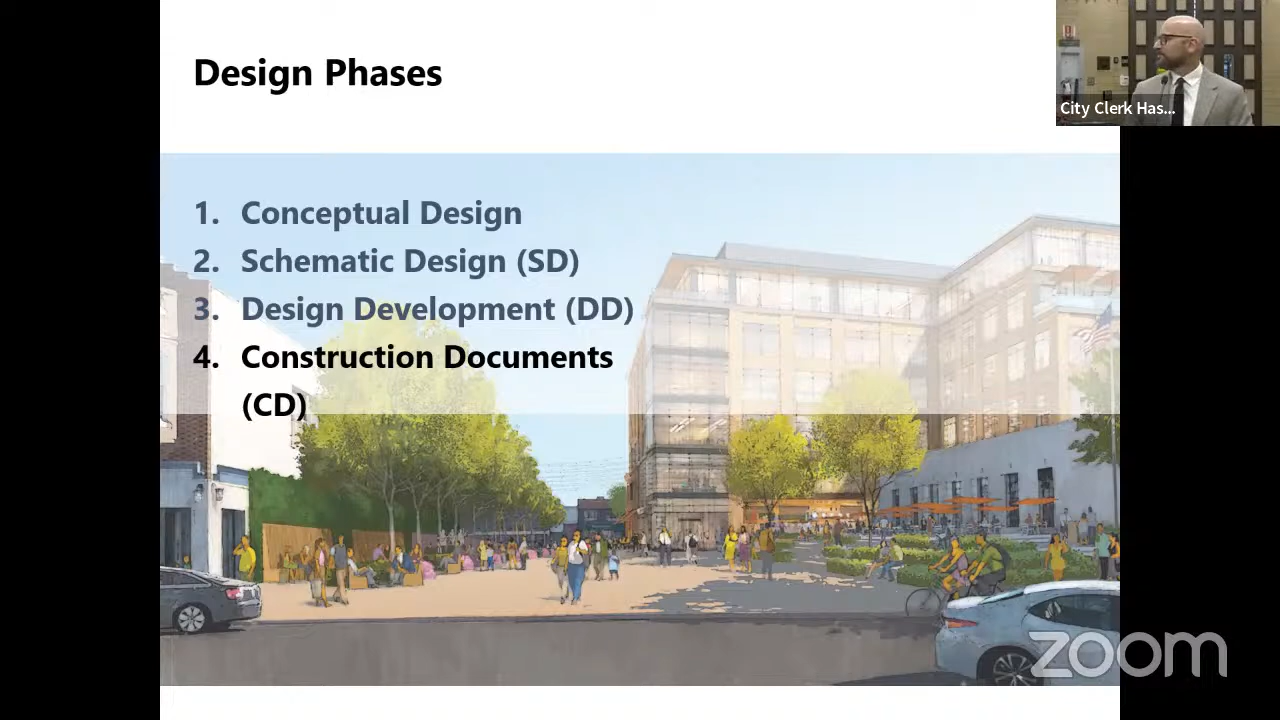 Design Phases
City Clerk Has...
1. Conceptual Design
2. Schematic Design (SD)
3. Design Development (DD)
4. Construction Documents
(CD)
zoom